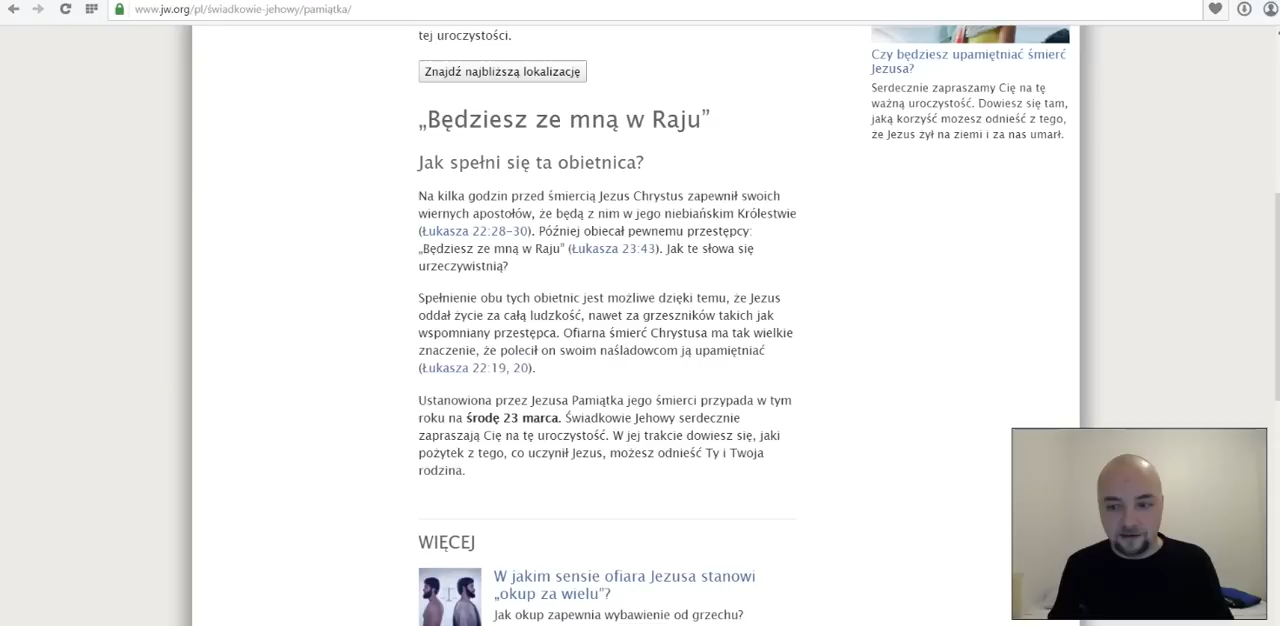 www.jw.org/pl/świadkowie-jehowy/pamiątka/
tej uroczystości.
Znajdź najbliższą lokalizację
„Będziesz ze mną w Raju”
Jak spełni się ta obietnica?
Na kilka godzin przed śmiercią Jezus Chrystus zapewnił swoich
wiernych apostołów, że będą z nim w jego niebiańskim Królestwie
(Łukasza 22:28-30). Później obiecał pewnemu przestępcy:
„Będziesz ze mną w Raju” (Łukasza 23:43). Jak te słowa się
urzeczywistnią?
Spełnienie obu tych obietnic jest możliwe dzięki temu, że Jezus
oddał życie za całą ludzkość, nawet za grzeszników takich jak
wspomniany przestępca. Ofiarna śmierć Chrystusa ma tak wielkie
znaczenie, że polecił on swoim naśladowcom ją upamiętniać
(Łukasza 22:19, 20).
Ustanowiona przez Jezusa Pamiątka jego śmierci przypada w tym
roku na środę 23 marca. Świadkowie Jehowy serdecznie
zapraszają Cię na tę uroczystość. W jej trakcie dowiesz się, jaki
pożytek z tego, co uczynił Jezus, możesz odnieść Ty i Twoja
rodzina.
WIĘCEJ
W jakim sensie ofiara Jezusa stanowi
„okup za wielu”?
Jak okup zapewnia wybawienie od grzechu?
Czy będziesz upamiętniać śmierć
Jezusa?
Serdecznie zapraszamy Cię na tę
ważną uroczystość. Dowiesz się tam,
jaką korzyść możesz odnieść z tego,
że Jezus żył na ziemi i za nas umarł.